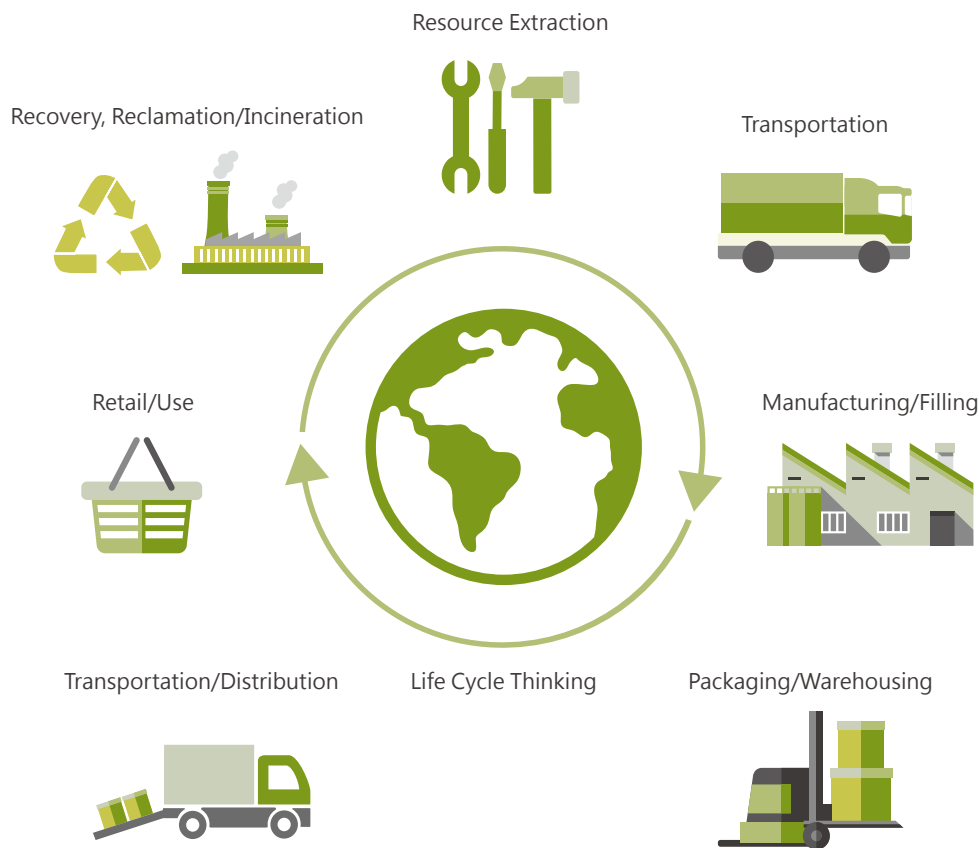 Resource Extraction
Recovery, Reclamation/Incineration
Transportation
Retail/Use
Manufacturing/Filling
Transportation/Distribution
Life Cycle Thinking
Packaging/Warehousing